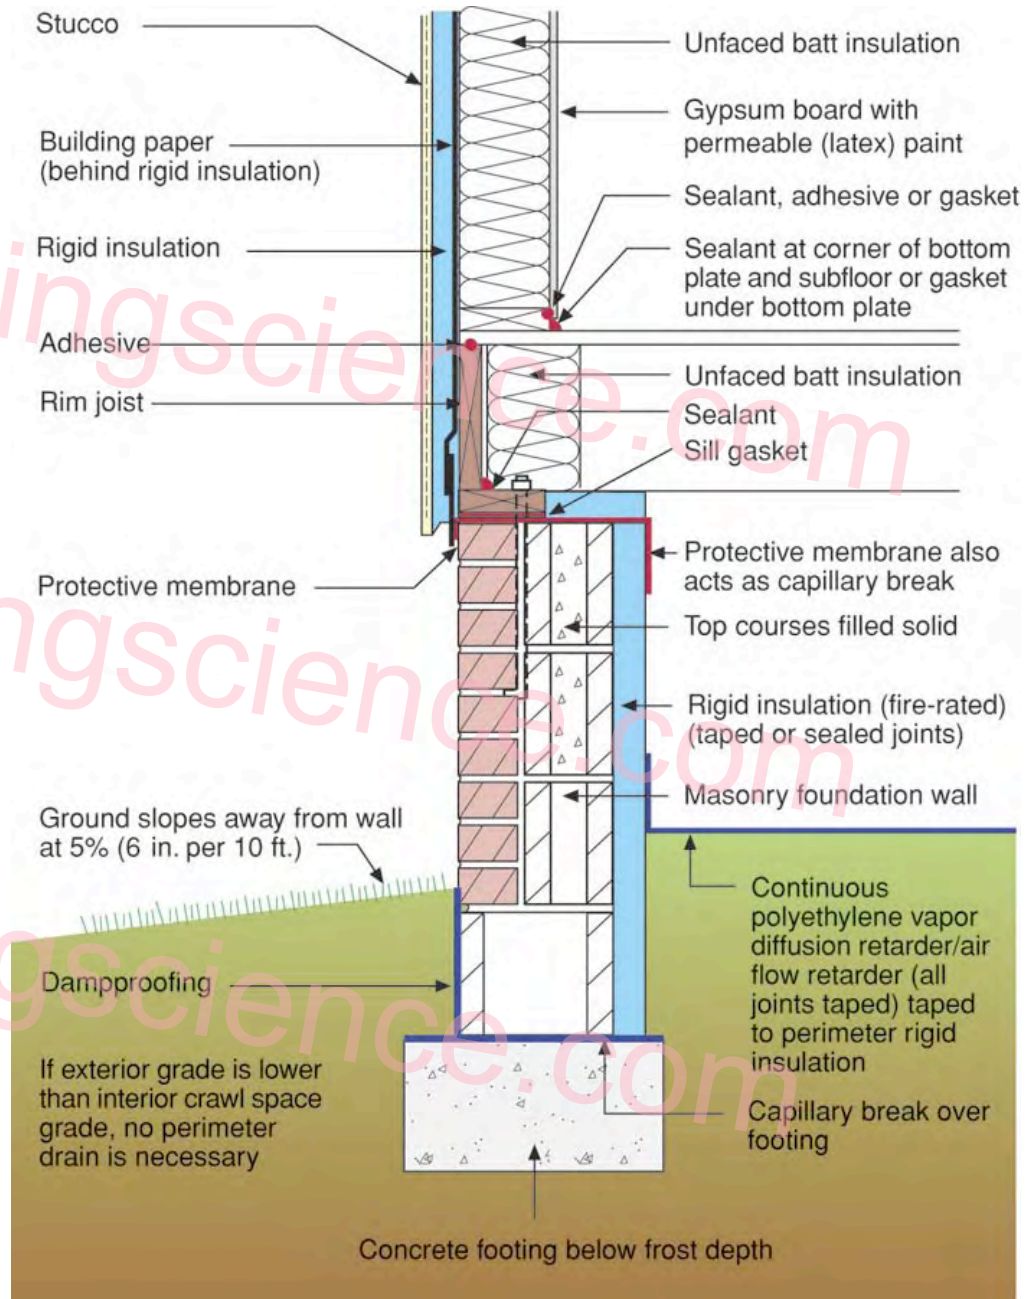 Stucco
Building paper
(behind rigid insulation)
Rigid insulation
Adhesive
Rim joist
Protective membrane
Ground slopes away from wall
at 5% (6 in. per 10 ft.)
Dampproofing
If exterior grade is lower
than interior crawl space
grade, no perimeter
drain is necessary
Unfaced batt insulation
Gypsum board with
permeable (latex) paint
Sealant, adhesive or gasket
Sealant at corner of bottom
plate and subfloor or gasket
under bottom plate
Unfaced batt insulation
Sealant
Sill gasket
Protective membrane also
acts as capillary break
Top courses filled solid
Rigid insulation (fire-rated)
(taped or sealed joints)
Masonry foundation wall
Continuous
polyethylene vapor
diffusion retarder/air
flow retarder (all
joints taped) taped
to perimeter rigid
insulation
Capillary break over
footing
Concrete footing below frost depth
ingscience.com
ingscience.com
ngscience.com